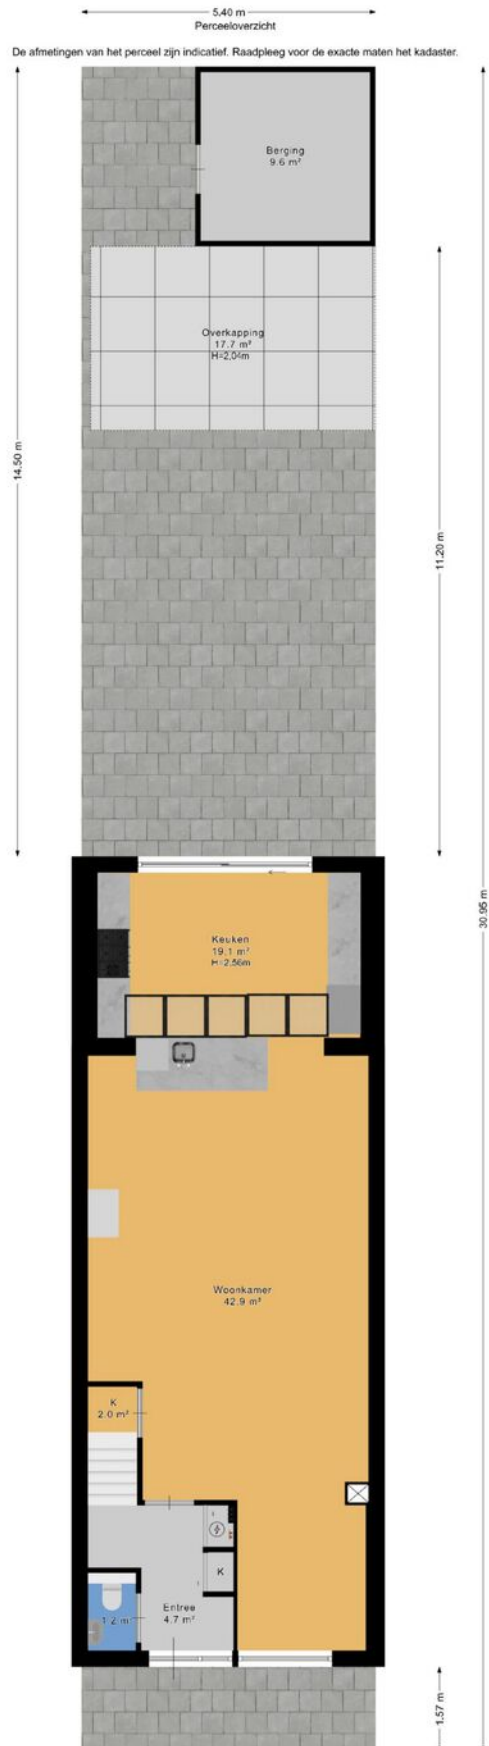 5.40 m
Perceeloverzicht
De afmetingen van het perceel zijn indicatief. Raadpleeg voor de exacte maten het kadaster.
Berging
9.6 m²
Overkapping
17.7 m²
H=2,04m
14.50 m
11.20 m
30.95 m
Keuken
19.1 m²
H=2,56m
Woonkamer
42.9 m²
K
2.0 m²
K
Entree
4.7 m²
1.2 m²
1.57 m